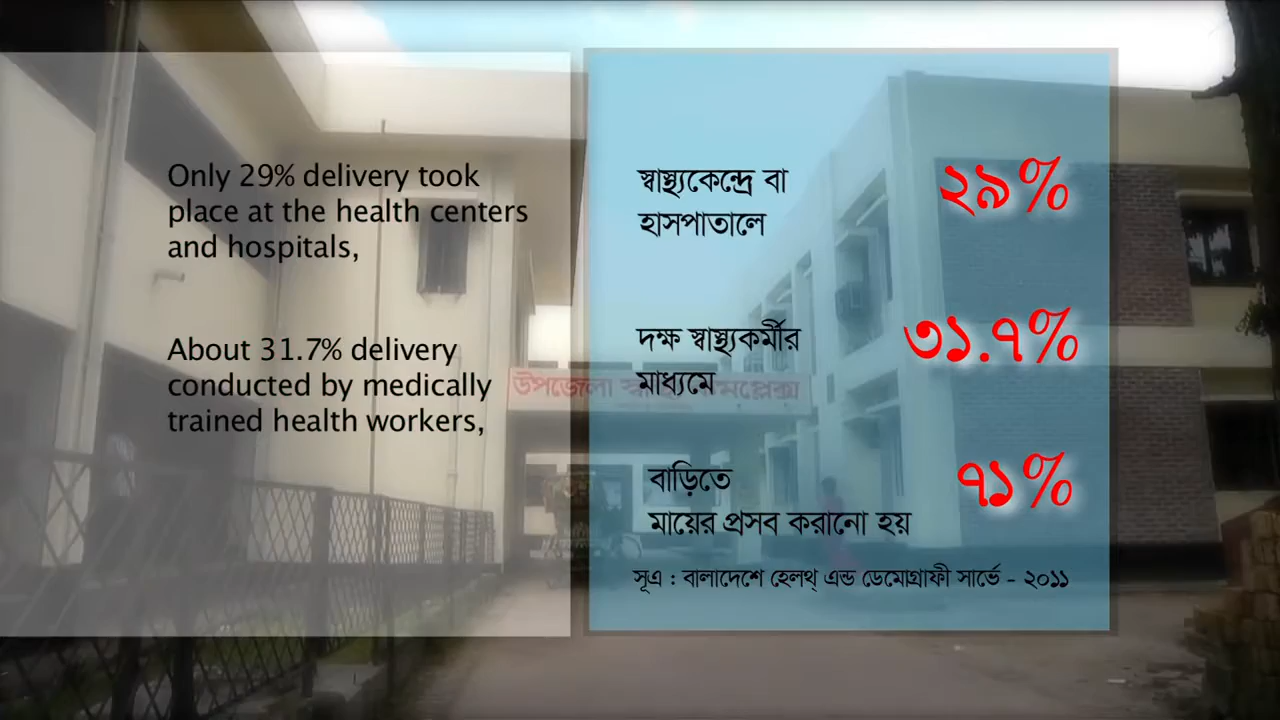 Only 29% delivery took
place at the health centers
and hospitals,
About 31.7% delivery
conducted by medically
trained health workers,
স্বাস্থ্যকেন্দ্রে বা
হাসপাতালে
২৯%
দক্ষ স্বাস্থ্যকর্মীর
মাধ্যমে
৩১.৭%
বাড়িতে
মায়ের প্রসব করানো হয়
৭১%
সূএ : বালাদেশে হেলথ্ এন্ড ডেমোগ্রাফী সার্ভে - ২০১১
উপজেলা